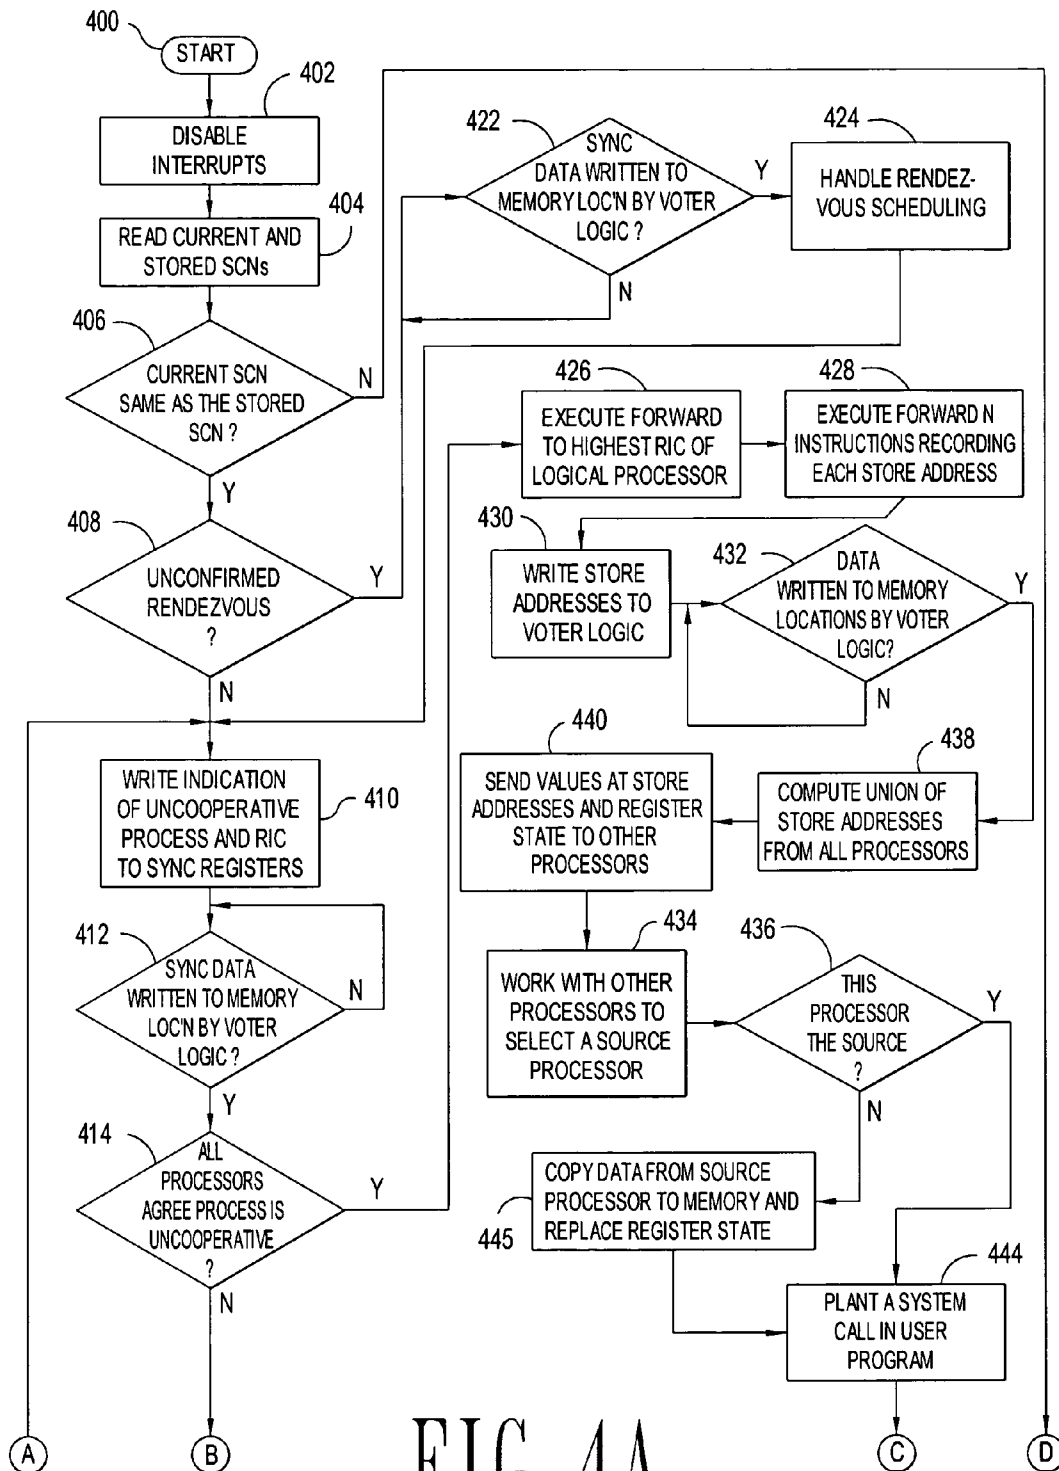 400
START
402
DISABLE
INTERRUPTS
404
READ CURRENT AND
STORED SCNs
406
CURRENT SCN
SAME AS THE STORED
SCN ?
N
Y
408
UNCONFIRMED
RENDEZVOUS
?
Y
N
WRITE INDICATION
OF UNCOOPERATIVE
PROCESS AND RIC
TO SYNC REGISTERS
410
412
SYNC DATA
WRITTEN TO MEMORY
LOC'N BY VOTER
LOGIC ?
N
Y
414
ALL
PROCESSORS
AGREE PROCESS IS
UNCOOPERATIVE
?
Y
N
422
SYNC
DATA WRITTEN TO
MEMORY LOC'N BY VOTER
LOGIC ?
Y
N
424
HANDLE RENDEZ-
VOUS SCHEDULING
426
EXECUTE FORWARD
TO HIGHEST RIC OF
LOGICAL PROCESSOR
428
EXECUTE FORWARD N
INSTRUCTIONS RECORDING
EACH STORE ADDRESS
430
WRITE STORE
ADDRESSES TO
VOTER LOGIC
432
DATA
WRITTEN TO MEMORY
LOCATIONS BY VOTER
LOGIC?
Y
N
438
COMPUTE UNION OF
STORE ADDRESSES
FROM ALL PROCESSORS
440
SEND VALUES AT STORE
ADDRESSES AND REGISTER
STATE TO OTHER
PROCESSORS
434
WORK WITH OTHER
PROCESSORS TO
SELECT A SOURCE
PROCESSOR
436
THIS
PROCESSOR
THE SOURCE
?
Y
N
COPY DATA FROM SOURCE
PROCESSOR TO MEMORY AND
REPLACE REGISTER STATE
445
444
PLANT A SYSTEM
CALL IN USER
PROGRAM
A
B
C
D
FIG. 4A